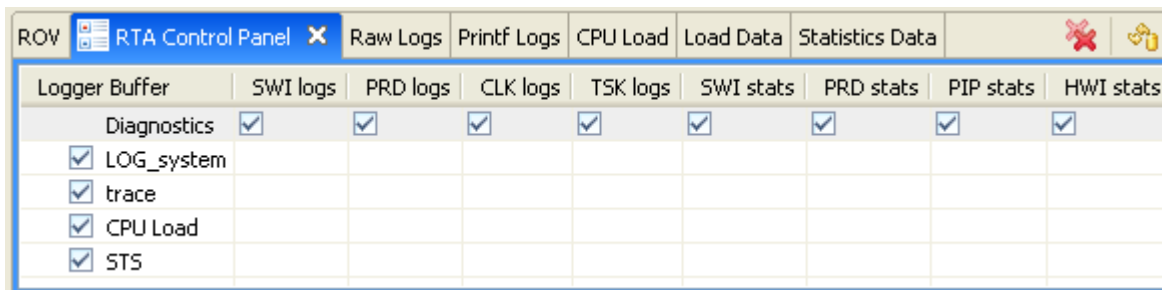 ROV RTA Control Panel Raw Logs Printf Logs CPU Load Load Data Statistics Data
Logger Buffer SWI logs PRD logs CLK logs TSK logs SWI stats PRD stats PIP stats HWI stats
Diagnostics
LOG_system
trace
CPU Load
STS